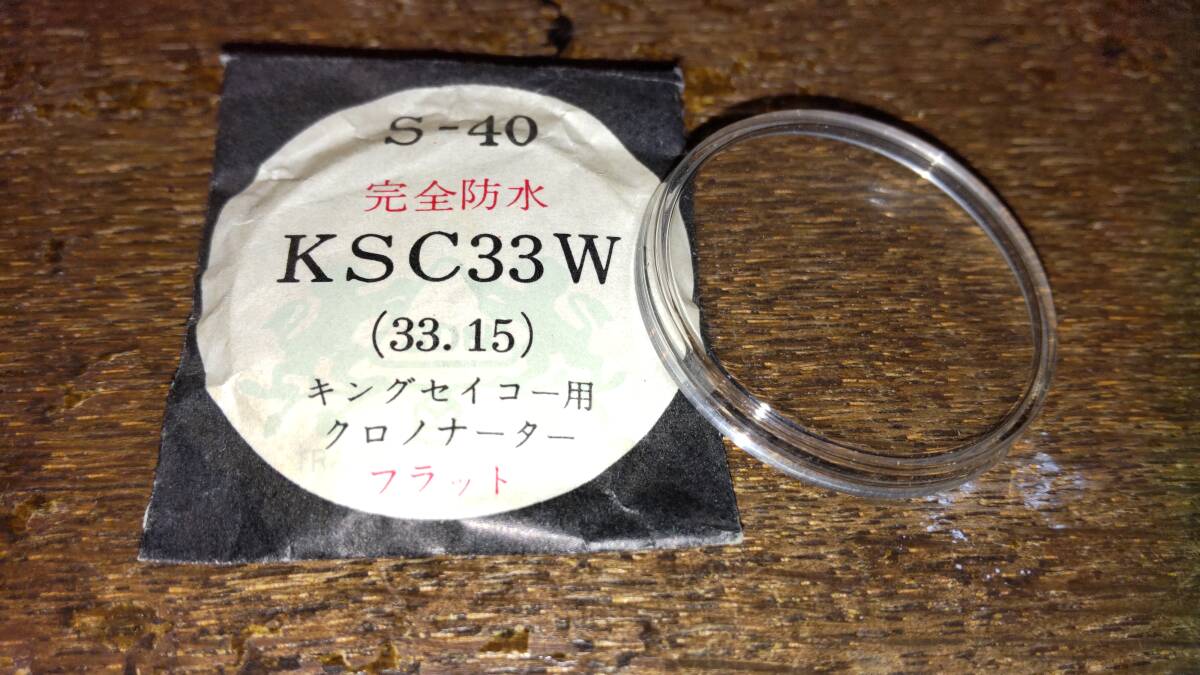 S-40
完全防水
KSC33W
(33.15)
キングセイコー用
クロノナーター
フラット